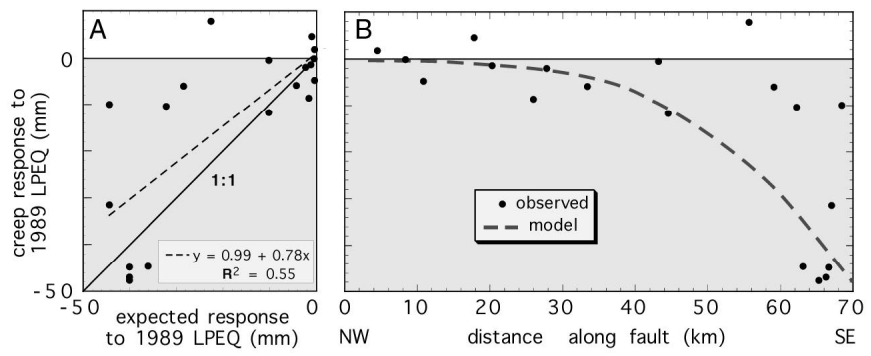 A
B
0
-50
creep response to
1989 LPEQ (mm)
1:1
y = 0.99 + 0.78x
R² = 0.55
-50
0
expected response
to 1989 LPEQ (mm)
observed
model
0 10 20 30 40 50 60 70
NW distance along fault (km) SE